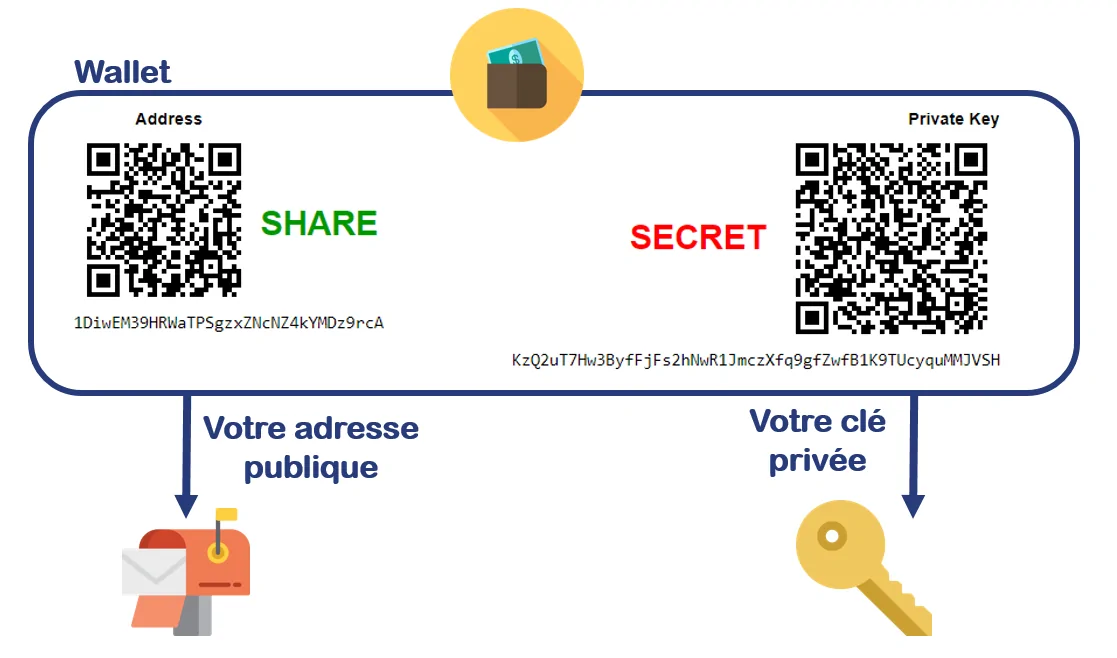 Wallet
Address
Private Key
SHARE
SECRET
1DiwEM39HRWaTPSgzxZNcNZ4kYMDz9rcA
KzQ2uT7Hw3ByfFjFs2hNwR1JmczXfq9gfZwfB1K9TUcyquMMJVSH
Votre adresse
publique
Votre clé
privée